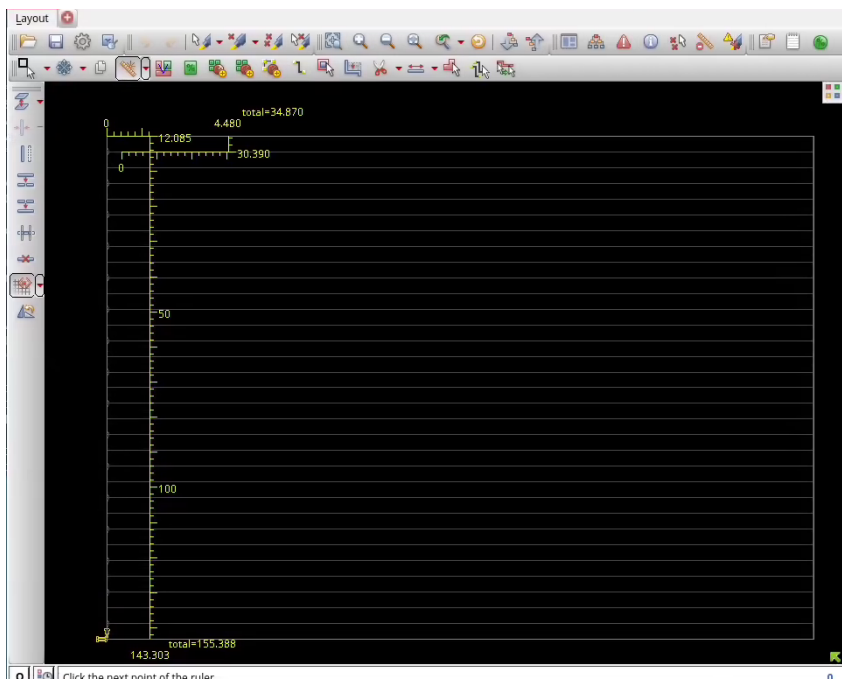 Layout
total=34.870
0 4.480
12.085
30.390
0
50
100
total=155.388
143.303
Click the next point of the ruler
0